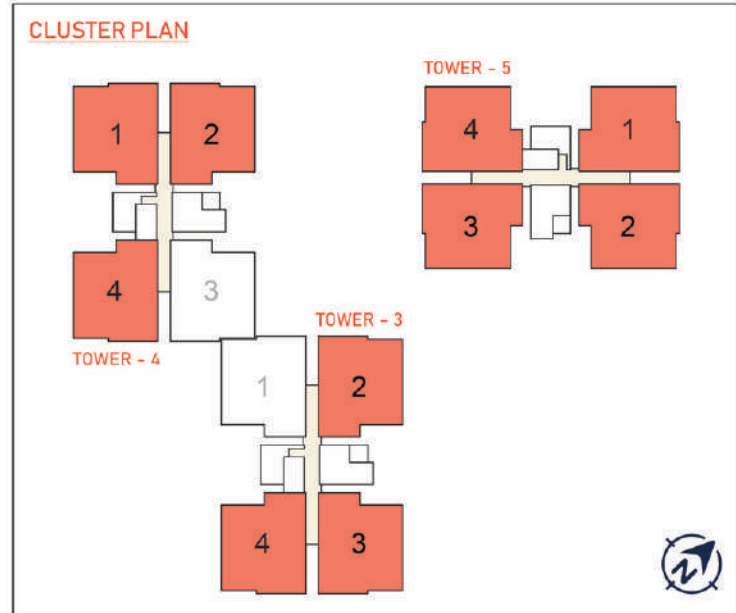 CLUSTER PLAN
TOWER - 5
1 2
4 1
4 3
3 2
TOWER - 4
TOWER - 3
1 2
4 3
N